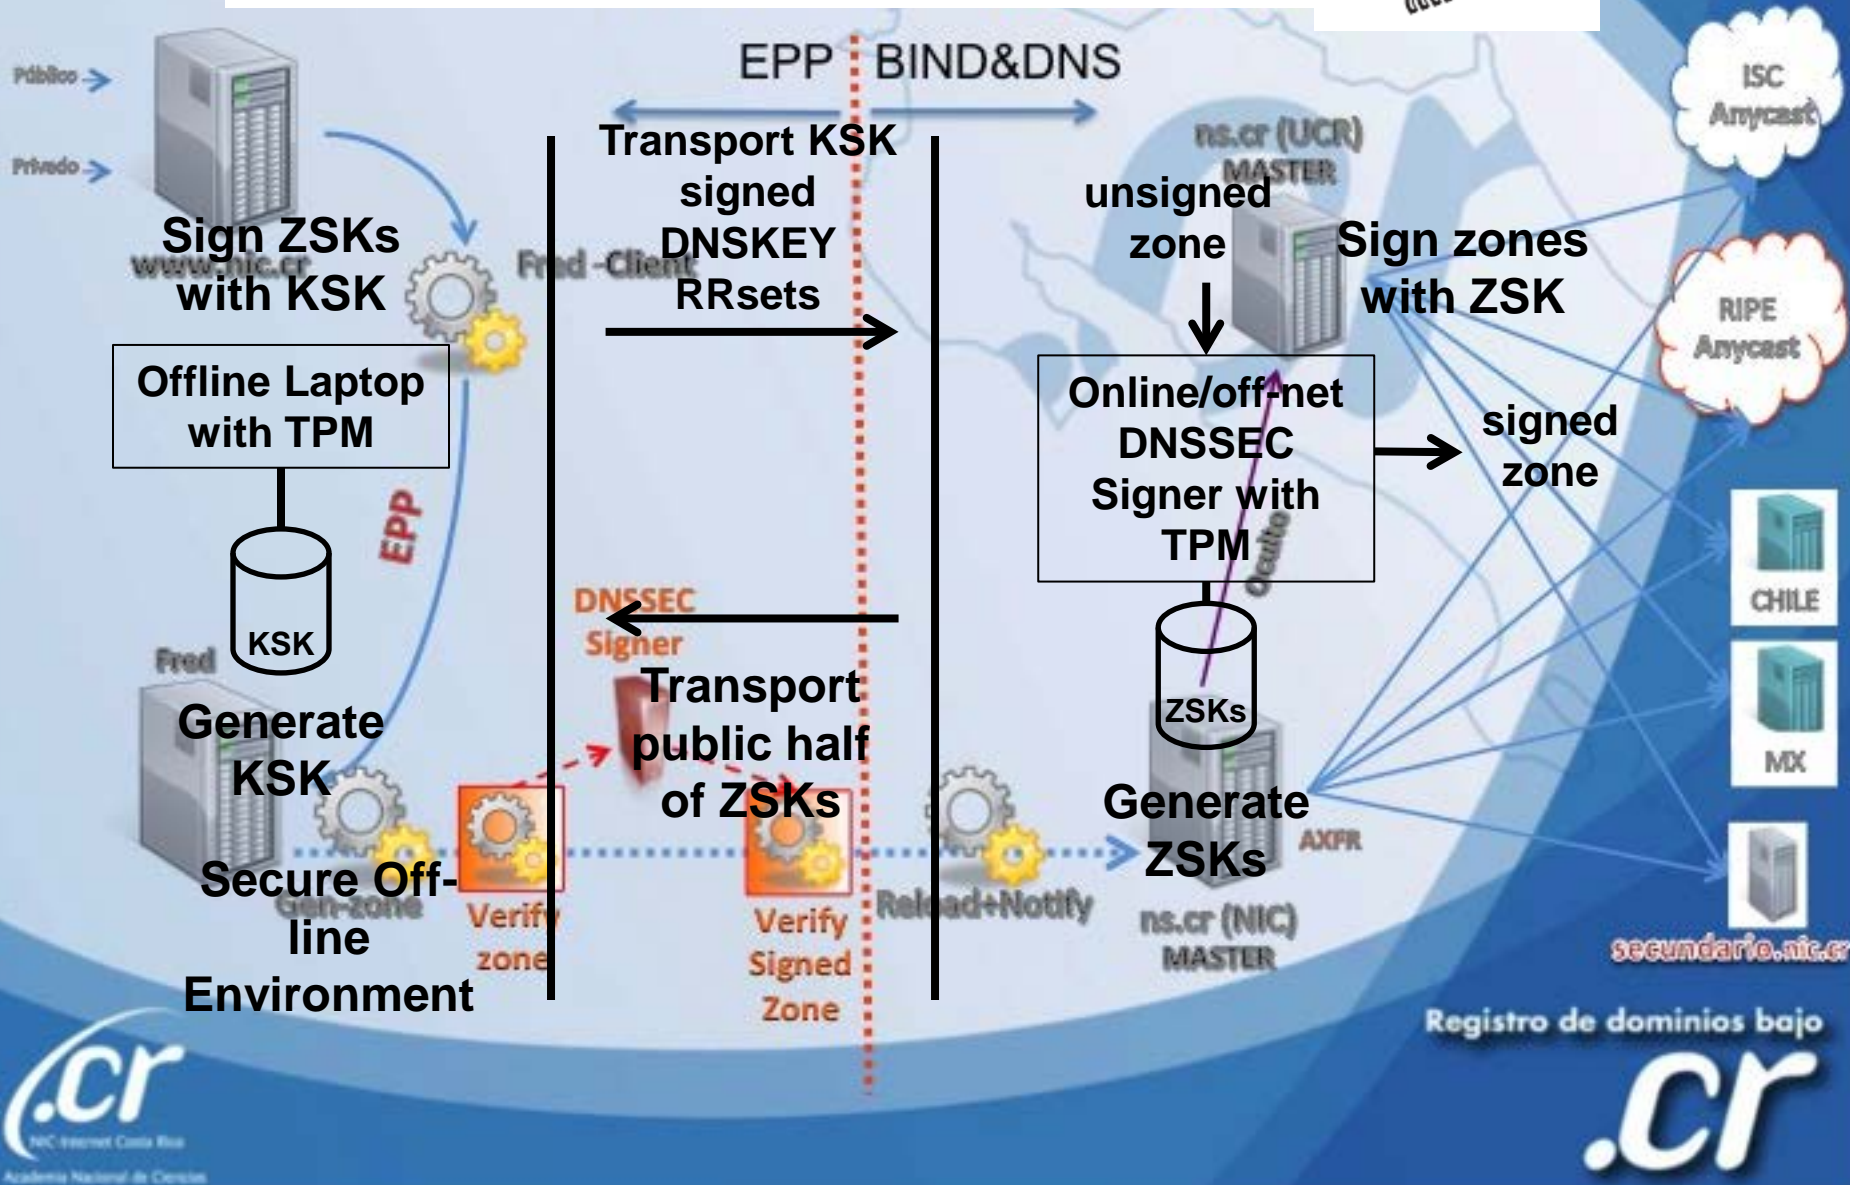 EPP
BIND&DNS
Público
Privado
www.nic.cr
Sign ZSKs
with KSK
Fred -Client
Transport KSK
signed
DNSKEY
RRsets
ns.cr (UCR)
MASTER
unsigned
zone
Sign zones
with ZSK
ISC
Anycast
RIPE
Anycast
Offline Laptop
with TPM
EPP
KSK
Online/off-net
DNSSEC
Signer with
TPM
Oculto
signed
zone
CHILE
MX
DNSSEC
Signer
Fred
Generate
KSK
Transport
public half
of ZSKs
ZSKs
Generate
ZSKs
AXFR
Secure Off-
line
Environment
Gen-zone
Verify
zone
Verify
Signed
Zone
Reload+Notify
ns.cr (NIC)
MASTER
secundario.nic.cr
.cr
NIC-Internet Costa Rica
Academia Nacional de Ciencias
Registro de dominios bajo
.cr